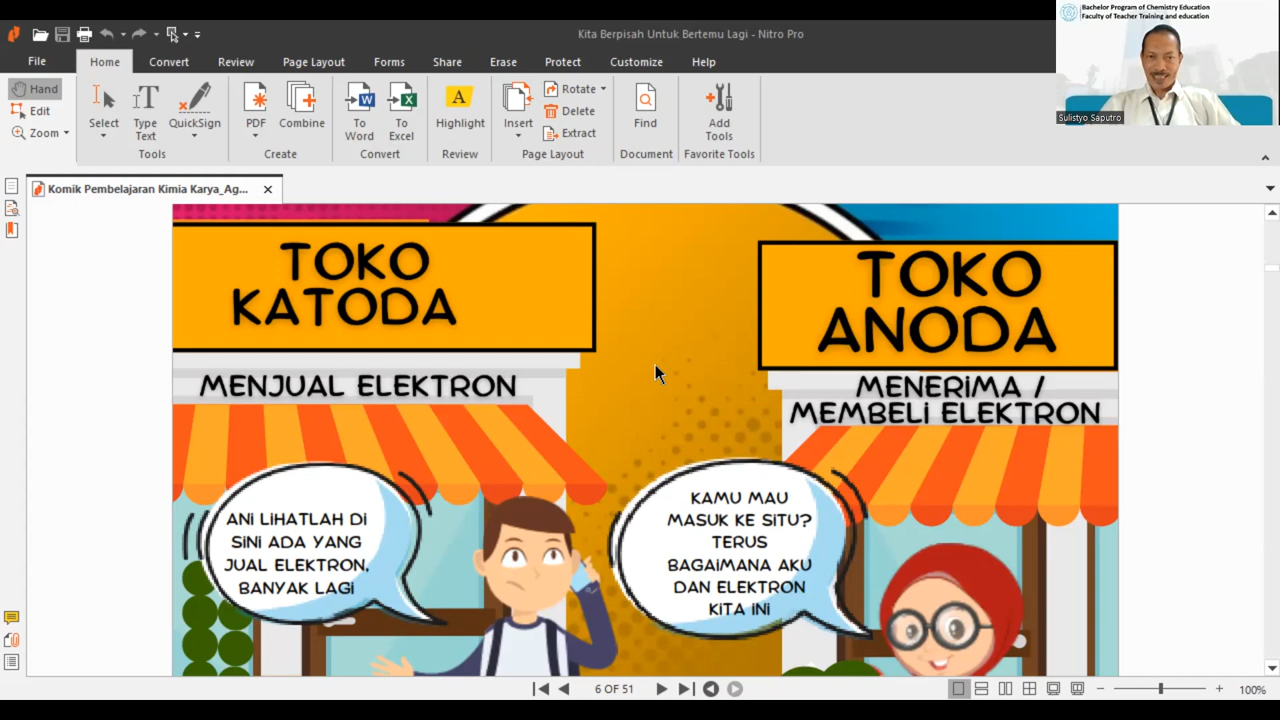 Bachelor Program of Chemistry Education
Faculty of Teacher Training and education
Sulistyo Saputro
Kita Berpisah Untuk Bertemu Lagi - Nitro Pro
File
Home
Convert
Review
Page Layout
Forms
Share
Erase
Protect
Customize
Help
Hand
Edit
Zoom
Select
Type
Text
QuickSign
Tools
PDF
Combine
Create
To
Word
To
Excel
Convert
A
Highlight
Review
Insert
Rotate
Delete
Extract
Page Layout
Find
Document
Add
Tools
Favorite Tools
Komik Pembelajaran Kimia Karya_Ag...
TOKO
KATODA
MENJUAL ELEKTRON
TOKO
ANODA
MENERIMA /
MEMBELI ELEKTRON
ANI LIHATLAH DI
SINI ADA YANG
JUAL ELEKTRON,
BANYAK LAGI
KAMU MAU
MASUK KE SITU?
TERUS
BAGAIMANA AKU
DAN ELEKTRON
KITA INI
6 OF 51
100%